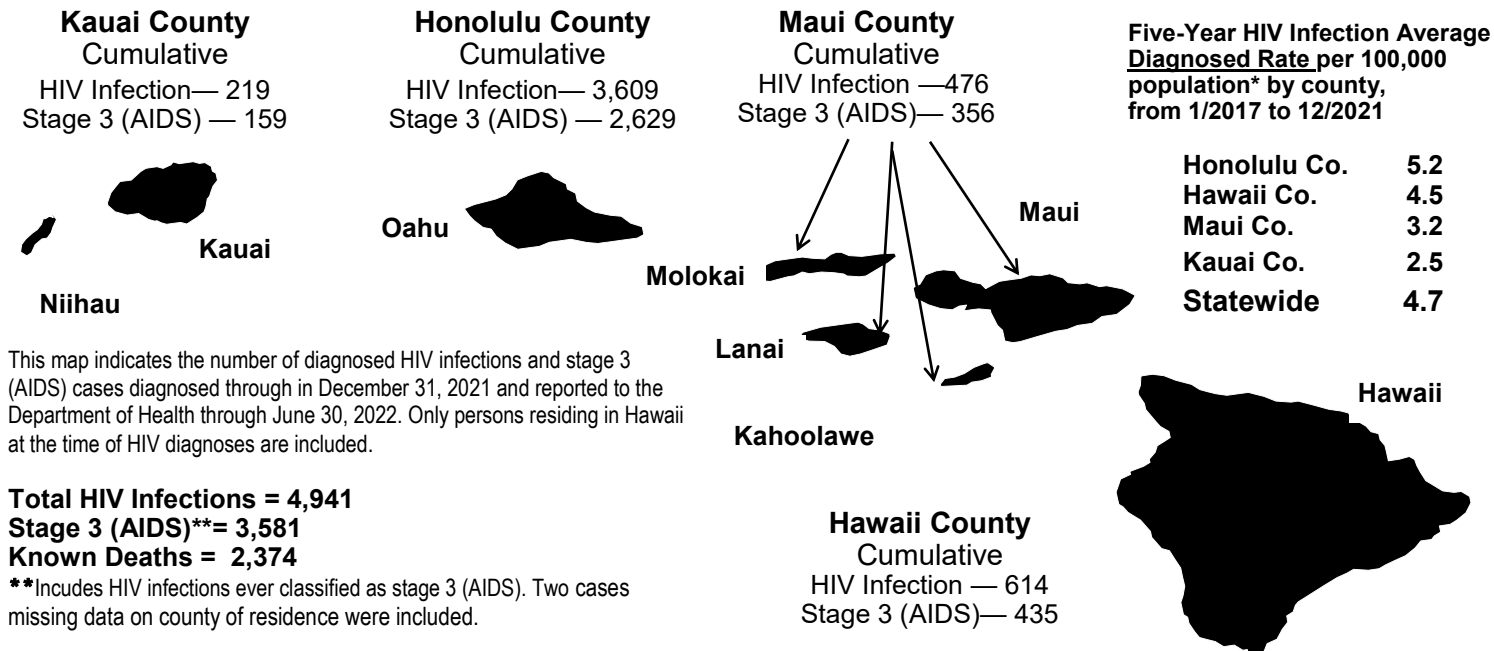 Kauai County
Cumulative
HIV Infection— 219
Stage 3 (AIDS) — 159
Honolulu County
Cumulative
HIV Infection— 3,609
Stage 3 (AIDS) — 2,629
Maui County
Cumulative
HIV Infection —476
Stage 3 (AIDS)— 356
Five-Year HIV Infection Average
Diagnosed Rate per 100,000
population* by county,
from 1/2017 to 12/2021
Honolulu Co. 5.2
Hawaii Co. 4.5
Maui Co. 3.2
Kauai Co. 2.5
Statewide 4.7
Kauai
Niihau
Oahu
Maui
Molokai
Lanai
Kahoolawe
Hawaii
This map indicates the number of diagnosed HIV infections and stage 3
(AIDS) cases diagnosed through in December 31, 2021 and reported to the
Department of Health through June 30, 2022. Only persons residing in Hawaii
at the time of HIV diagnoses are included.
Total HIV Infections = 4,941
Stage 3 (AIDS)**= 3,581
Known Deaths = 2,374
**Incudes HIV infections ever classified as stage 3 (AIDS). Two cases
missing data on county of residence were included.
Hawaii County
Cumulative
HIV Infection — 614
Stage 3 (AIDS)— 435